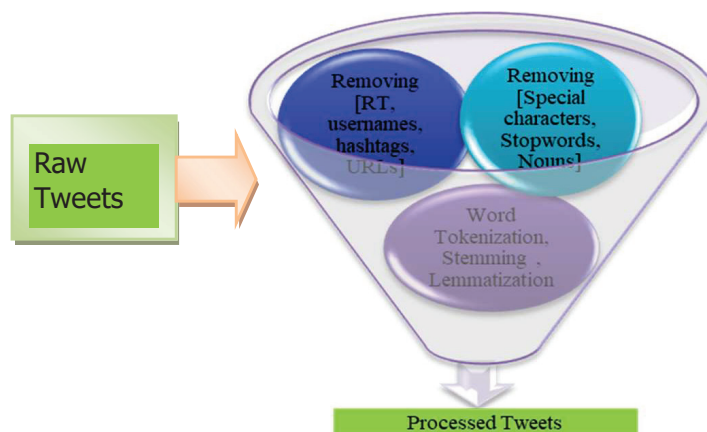 Raw
Tweets
Removing
[RT,
usernames,
hashtags,
URLs]
Removing
[Special
characters,
Stopwords,
Nouns]
Word
Tokenization,
Stemming ,
Lemmatization
Processed Tweets